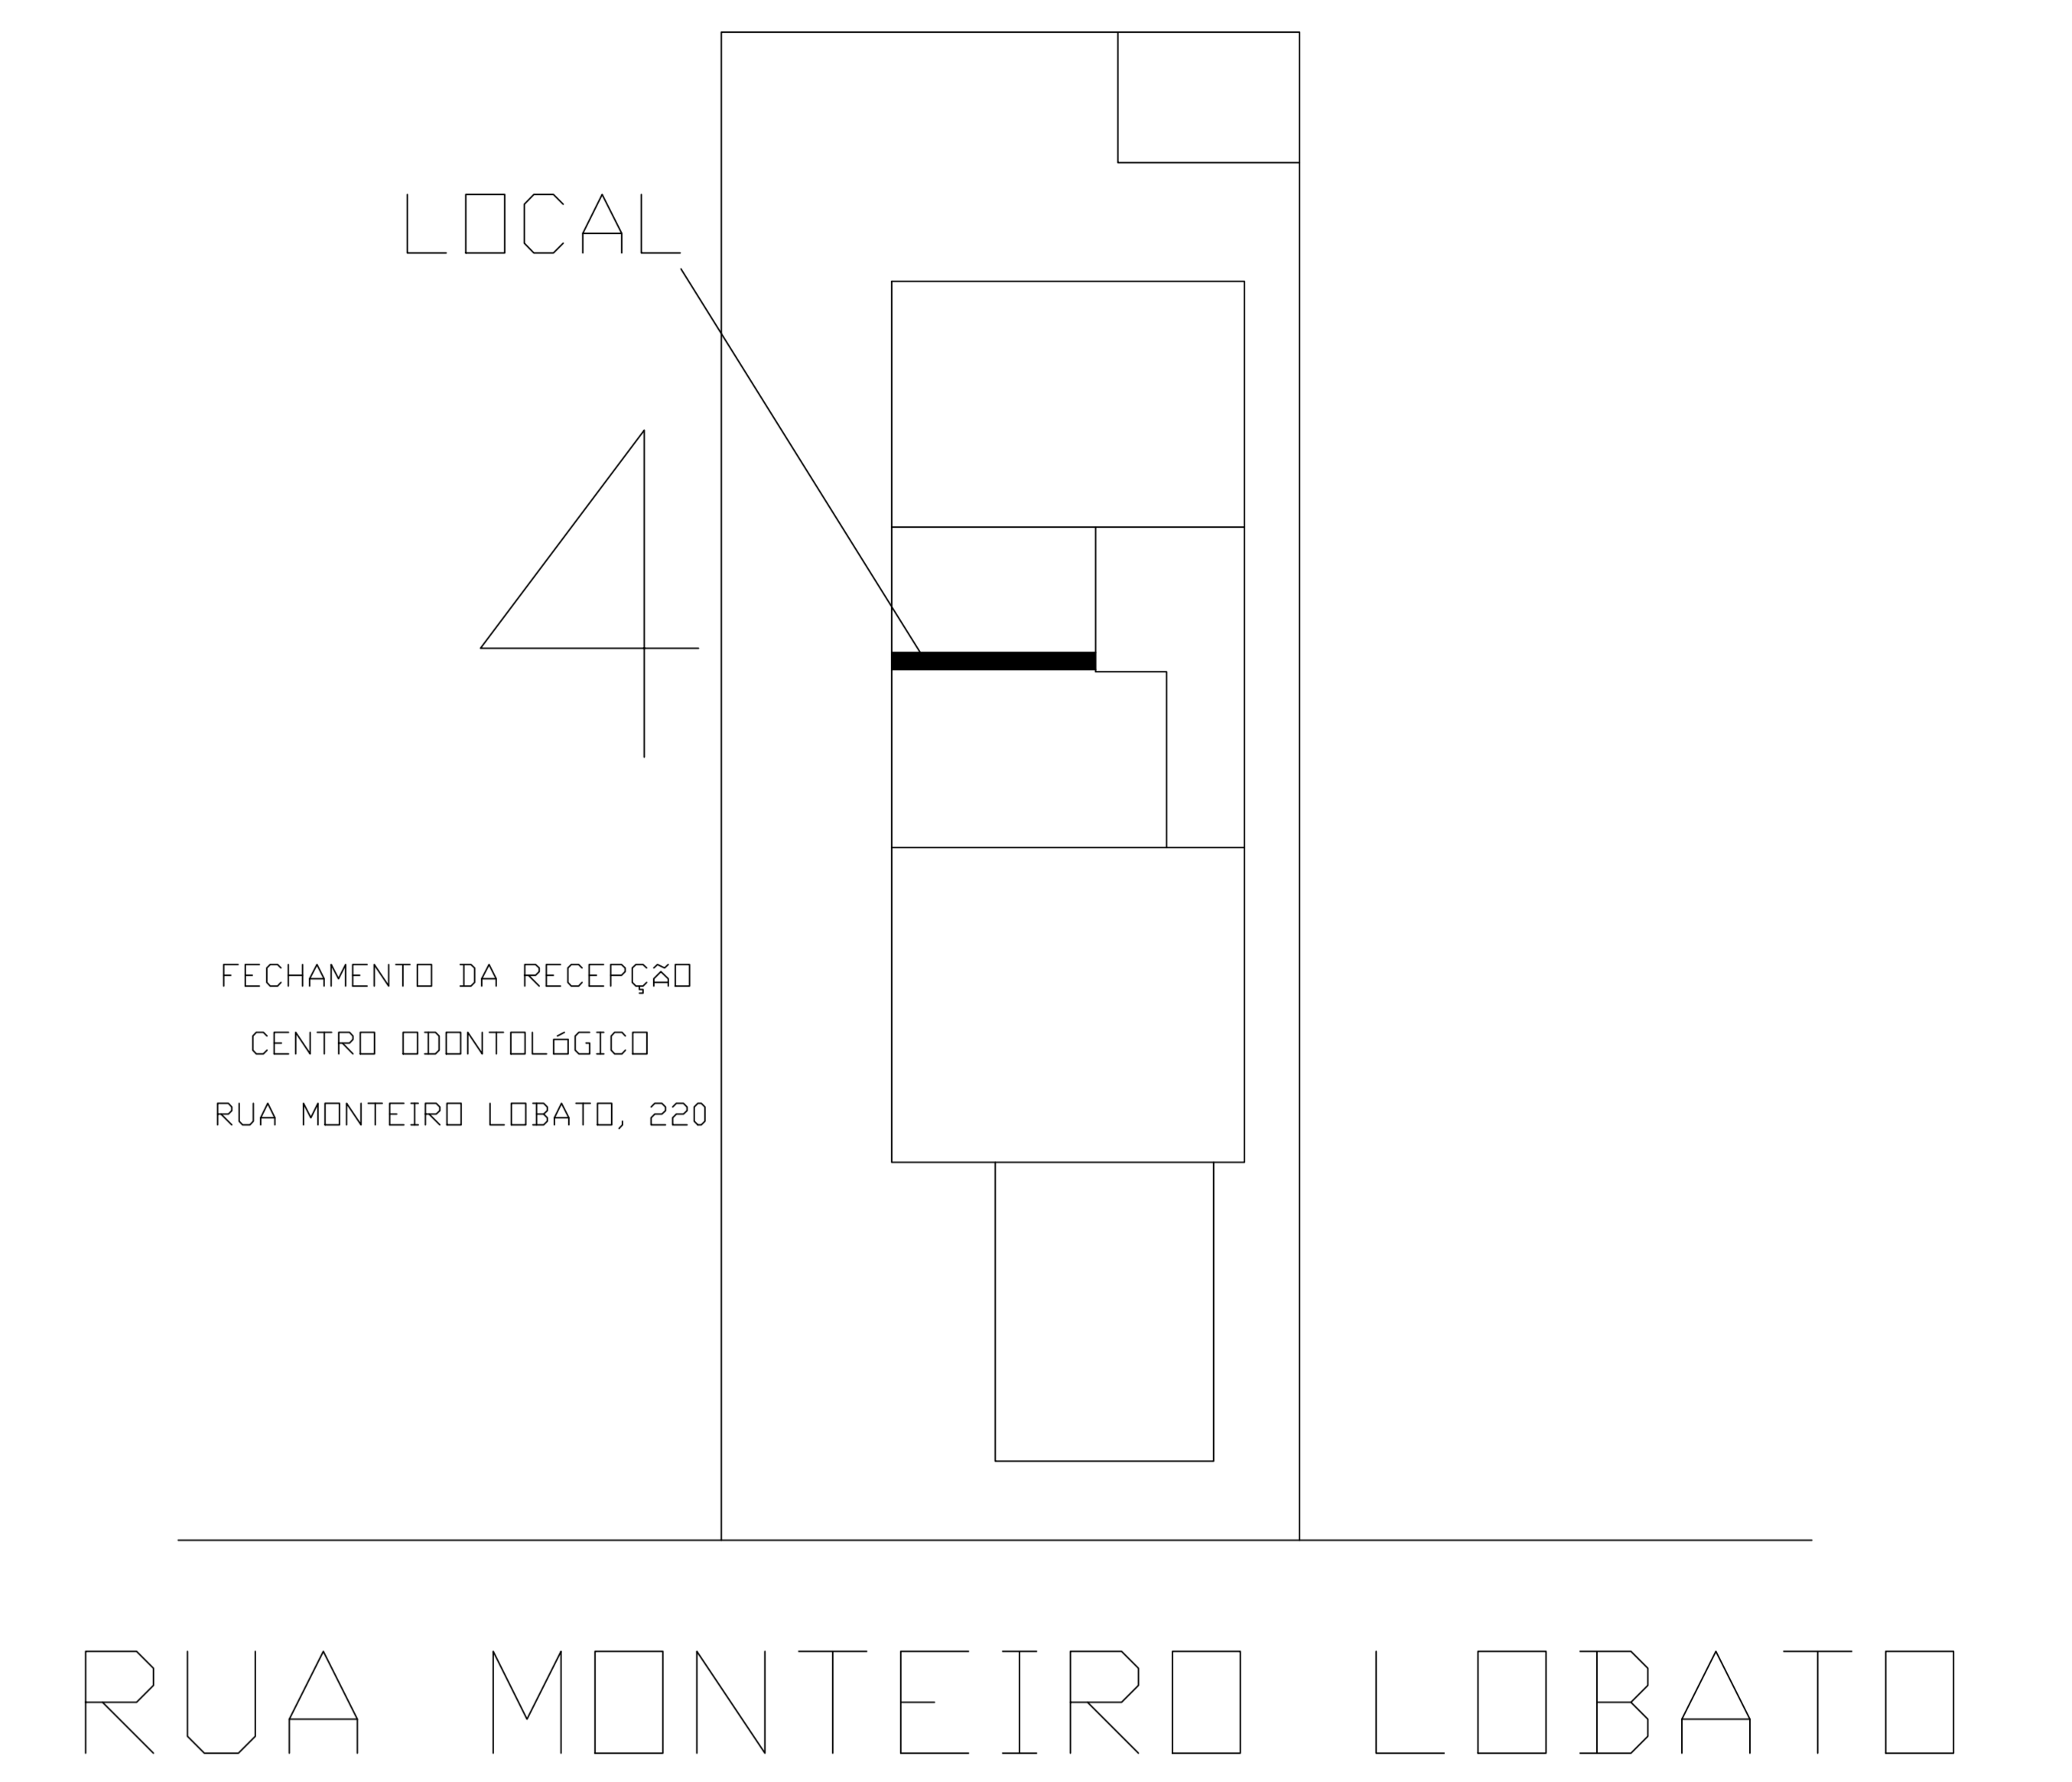 LOCAL
4
FECHAMENTO DA RECEPÇÃO
CENTRO ODONTOLÓGICO
RUA MONTEIRO LOBATO, 220
RUA MONTEIRO LOBATO